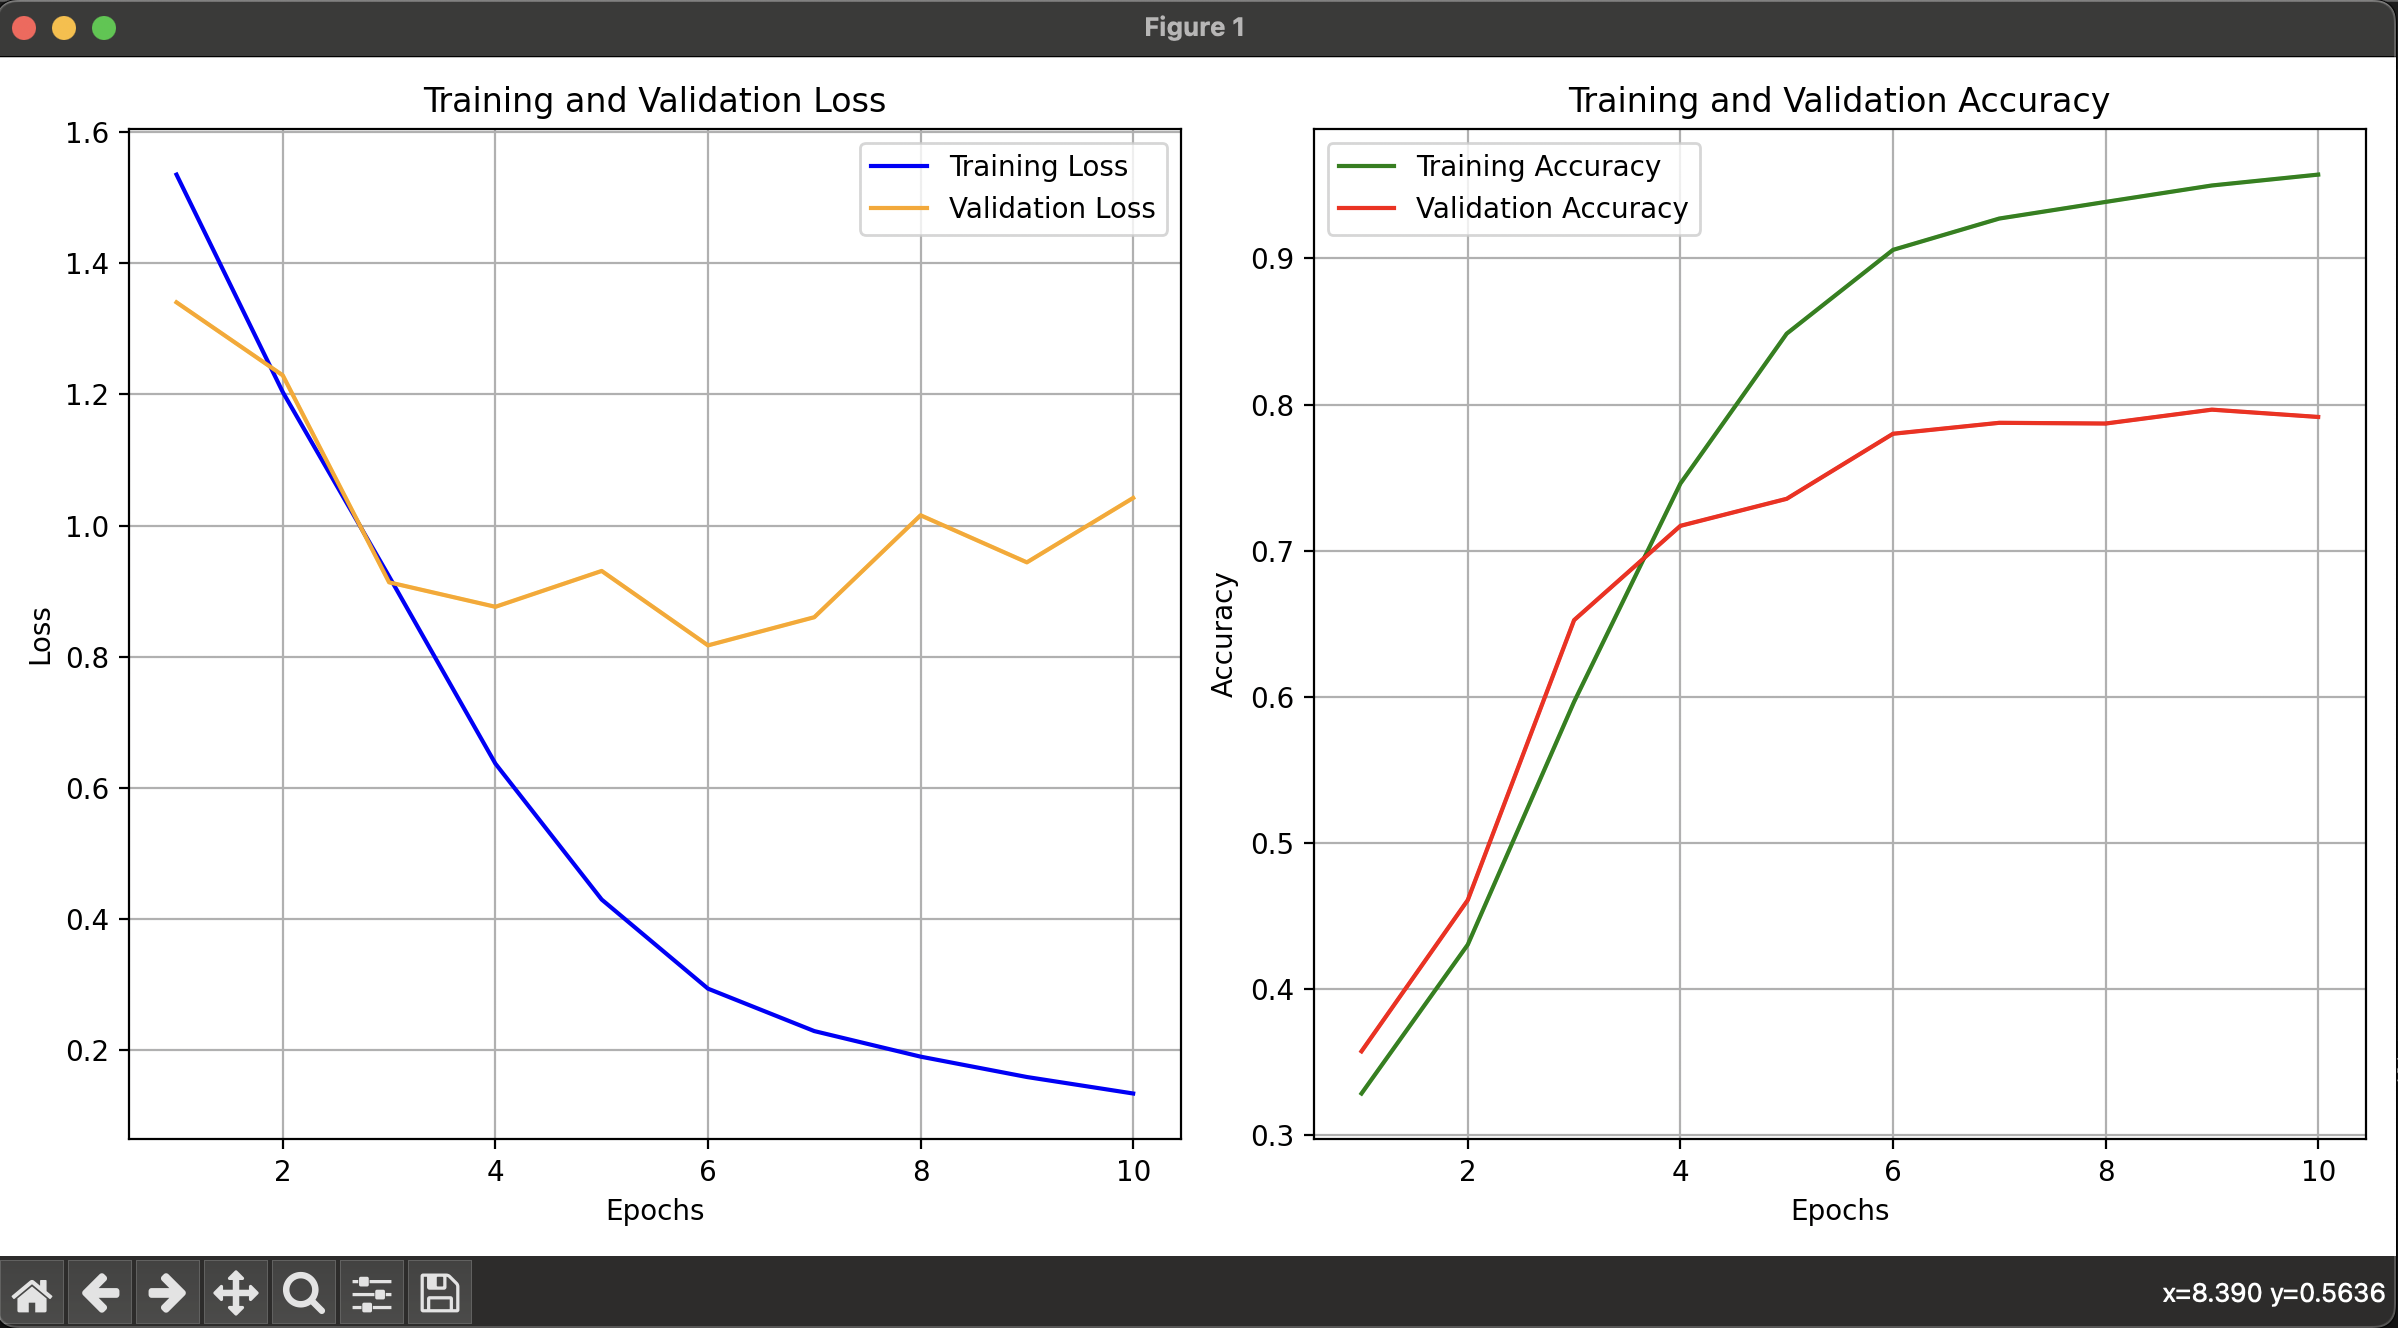 Figure 1
Training and Validation Loss
1.6
1.4
1.2
1.0
0.8
0.6
0.4
0.2
Loss
Training Loss
Validation Loss
2 4 6 8 10
Epochs
Training and Validation Accuracy
0.9
0.8
0.7
0.6
0.5
0.4
0.3
Accuracy
Training Accuracy
Validation Accuracy
2 4 6 8 10
Epochs
x=8.390 y=0.5636